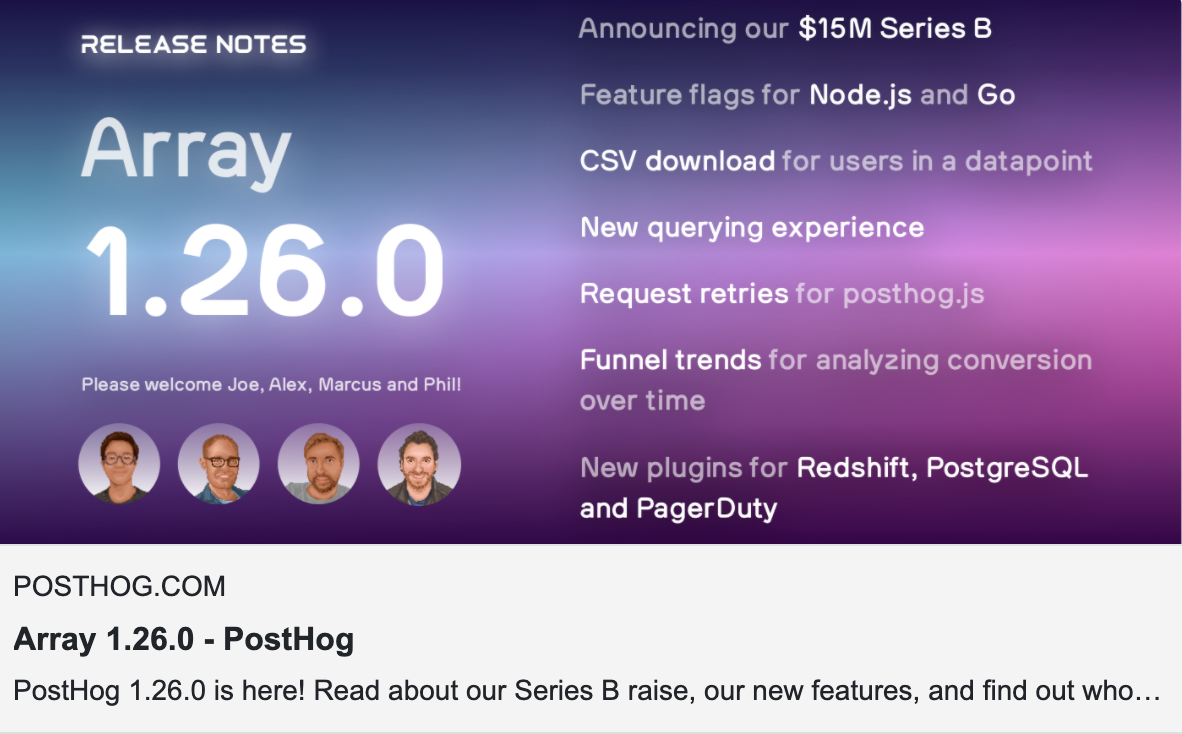 RELEASE NOTES
Array
1.26.0
Please welcome Joe, Alex, Marcus and Phil!
Announcing our $15M Series B
Feature flags for Node.js and Go
CSV download for users in a datapoint
New querying experience
Request retries for posthog.js
Funnel trends for analyzing conversion
over time
New plugins for Redshift, PostgreSQL
and PagerDuty
POSTHOG.COM
Array 1.26.0 - PostHog
PostHog 1.26.0 is here! Read about our Series B raise, our new features, and find out who…